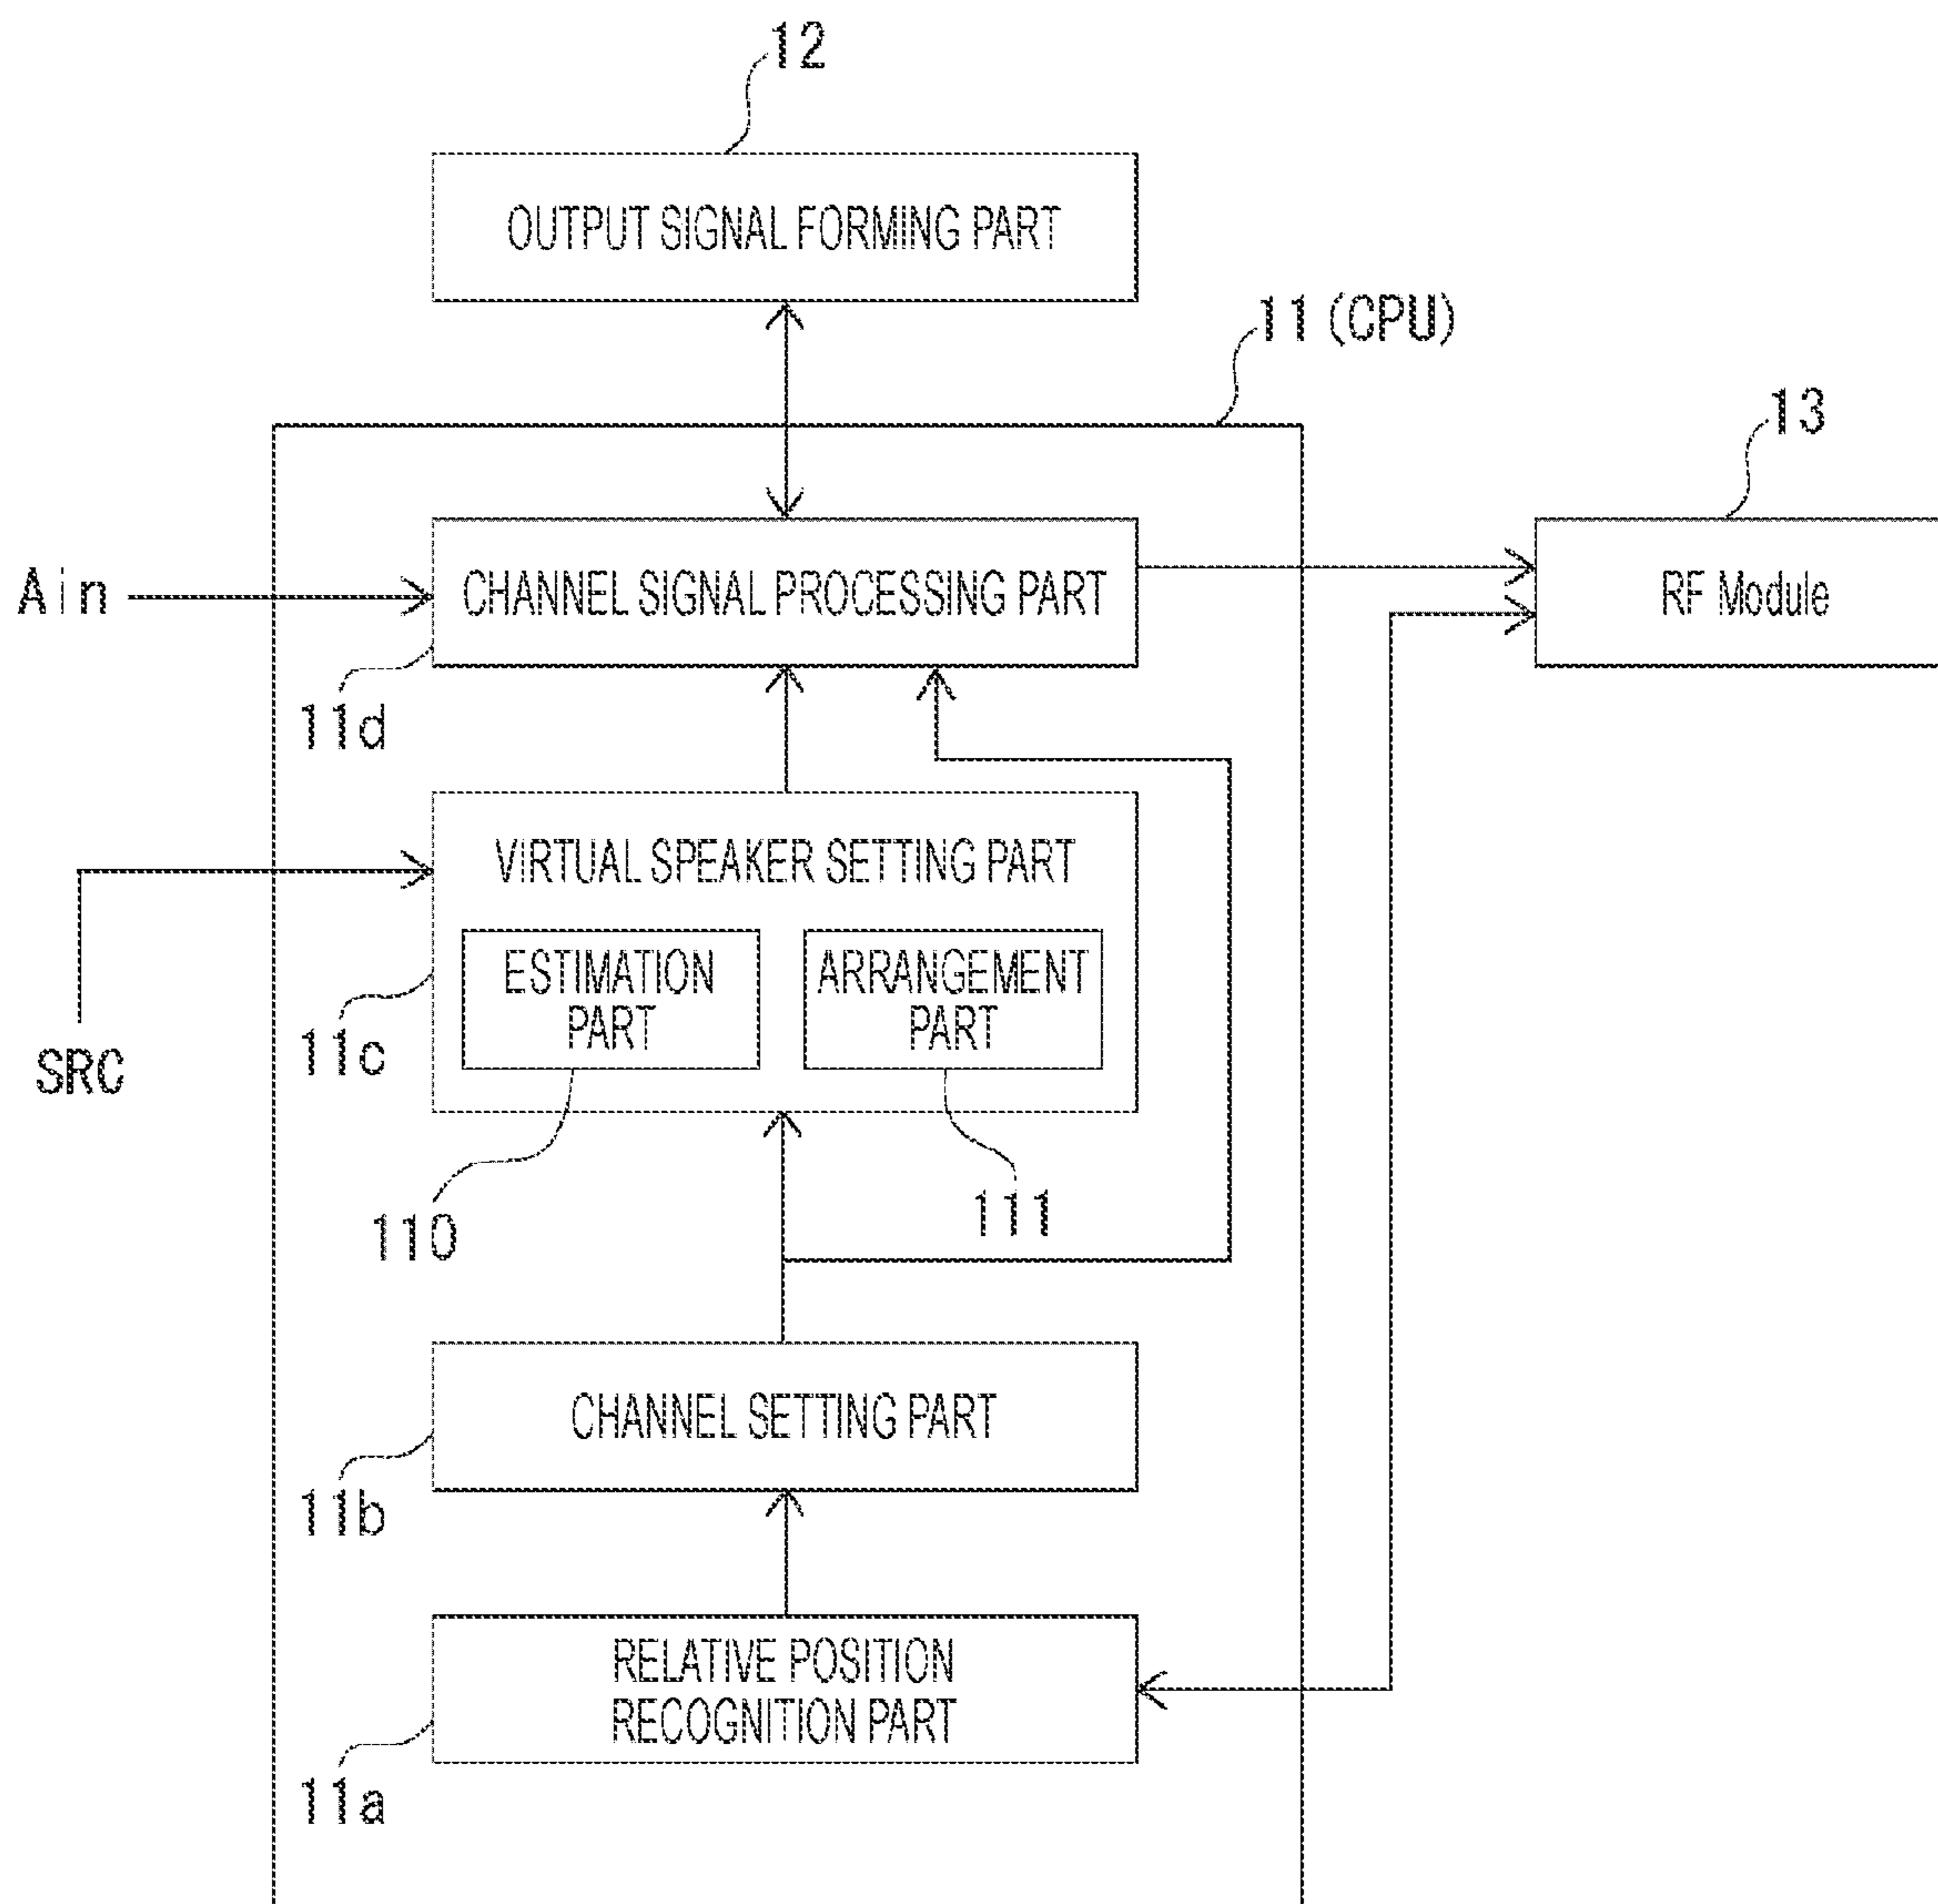 12
OUTPUT SIGNAL FORMING PART
11 (CPU)
13
Ain
CHANNEL SIGNAL PROCESSING PART
RF Module
11d
VIRTUAL SPEAKER SETTING PART
ESTIMATION
PART
ARRANGEMENT
PART
11c
SRC
110
111
CHANNEL SETTING PART
11b
RELATIVE POSITION
RECOGNITION PART
11a